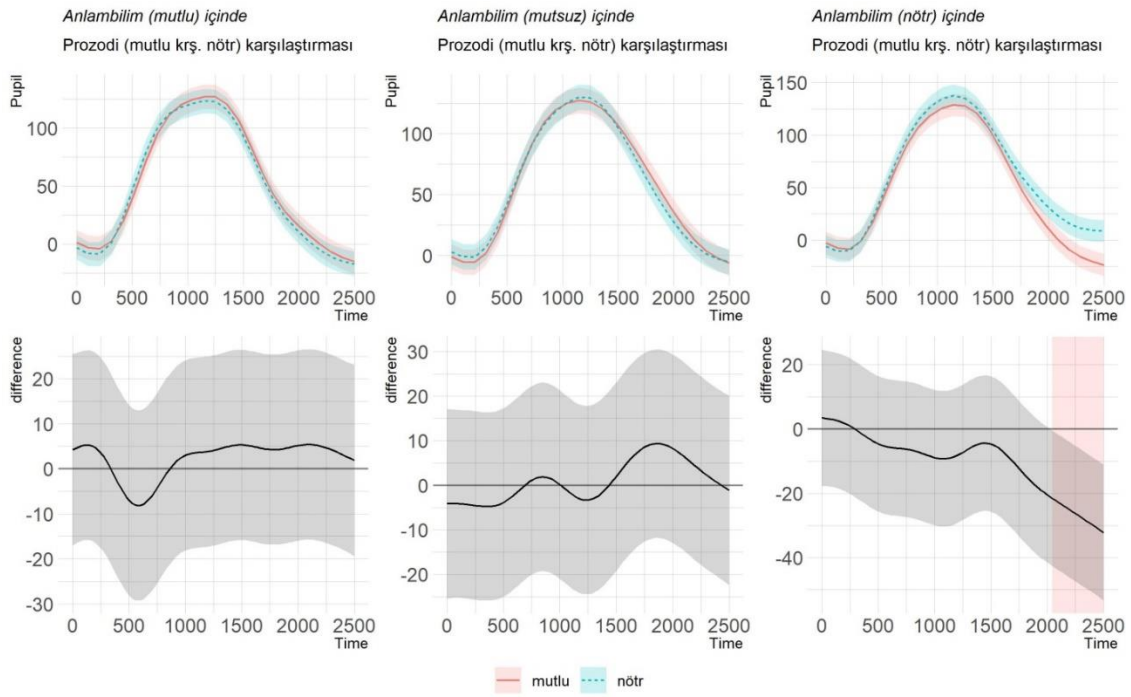 Anlambilim (mutlu) içinde
Prozodi (mutlu krş. nötr) karşılaştırması
Pupil
100
50
0
0 500 1000 1500 2000 2500
Time
Anlambilim (mutsuz) içinde
Prozodi (mutlu krş. nötr) karşılaştırması
Pupil
100
50
0
0 500 1000 1500 2000 2500
Time
Anlambilim (nötr) içinde
Prozodi (mutlu krş. nötr) karşılaştırması
Pupil
150
100
50
0
0 500 1000 1500 2000 2500
Time
difference
20
10
0
-10
-20
-30
0 500 1000 1500 2000 2500
Time
difference
30
20
10
0
-10
-20
0 500 1000 1500 2000 2500
Time
difference
20
0
-20
-40
0 500 1000 1500 2000 2500
Time
mutlu nötr